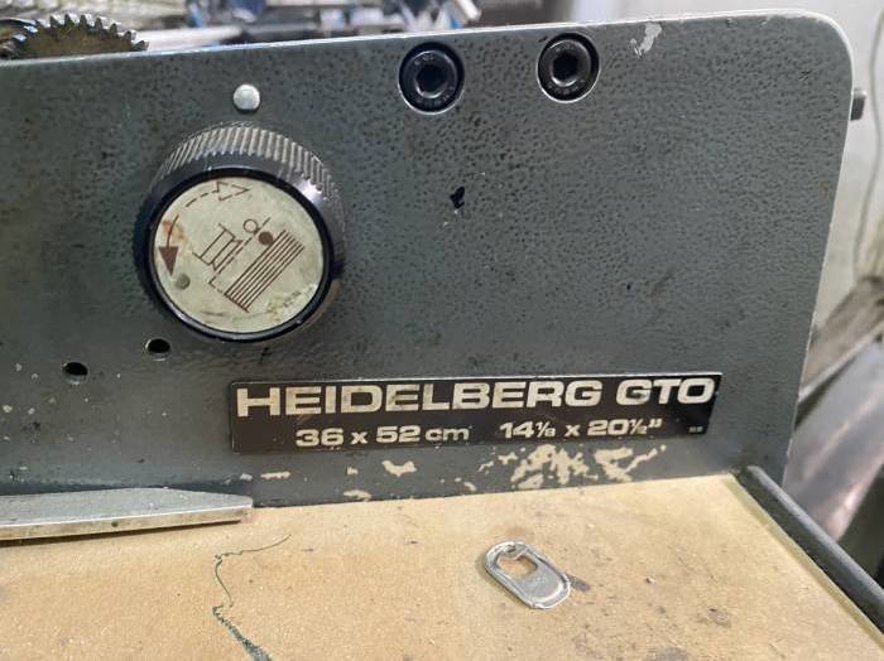 HEIDELBERG GTO
36 x 52 cm 14⅛ x 20½"